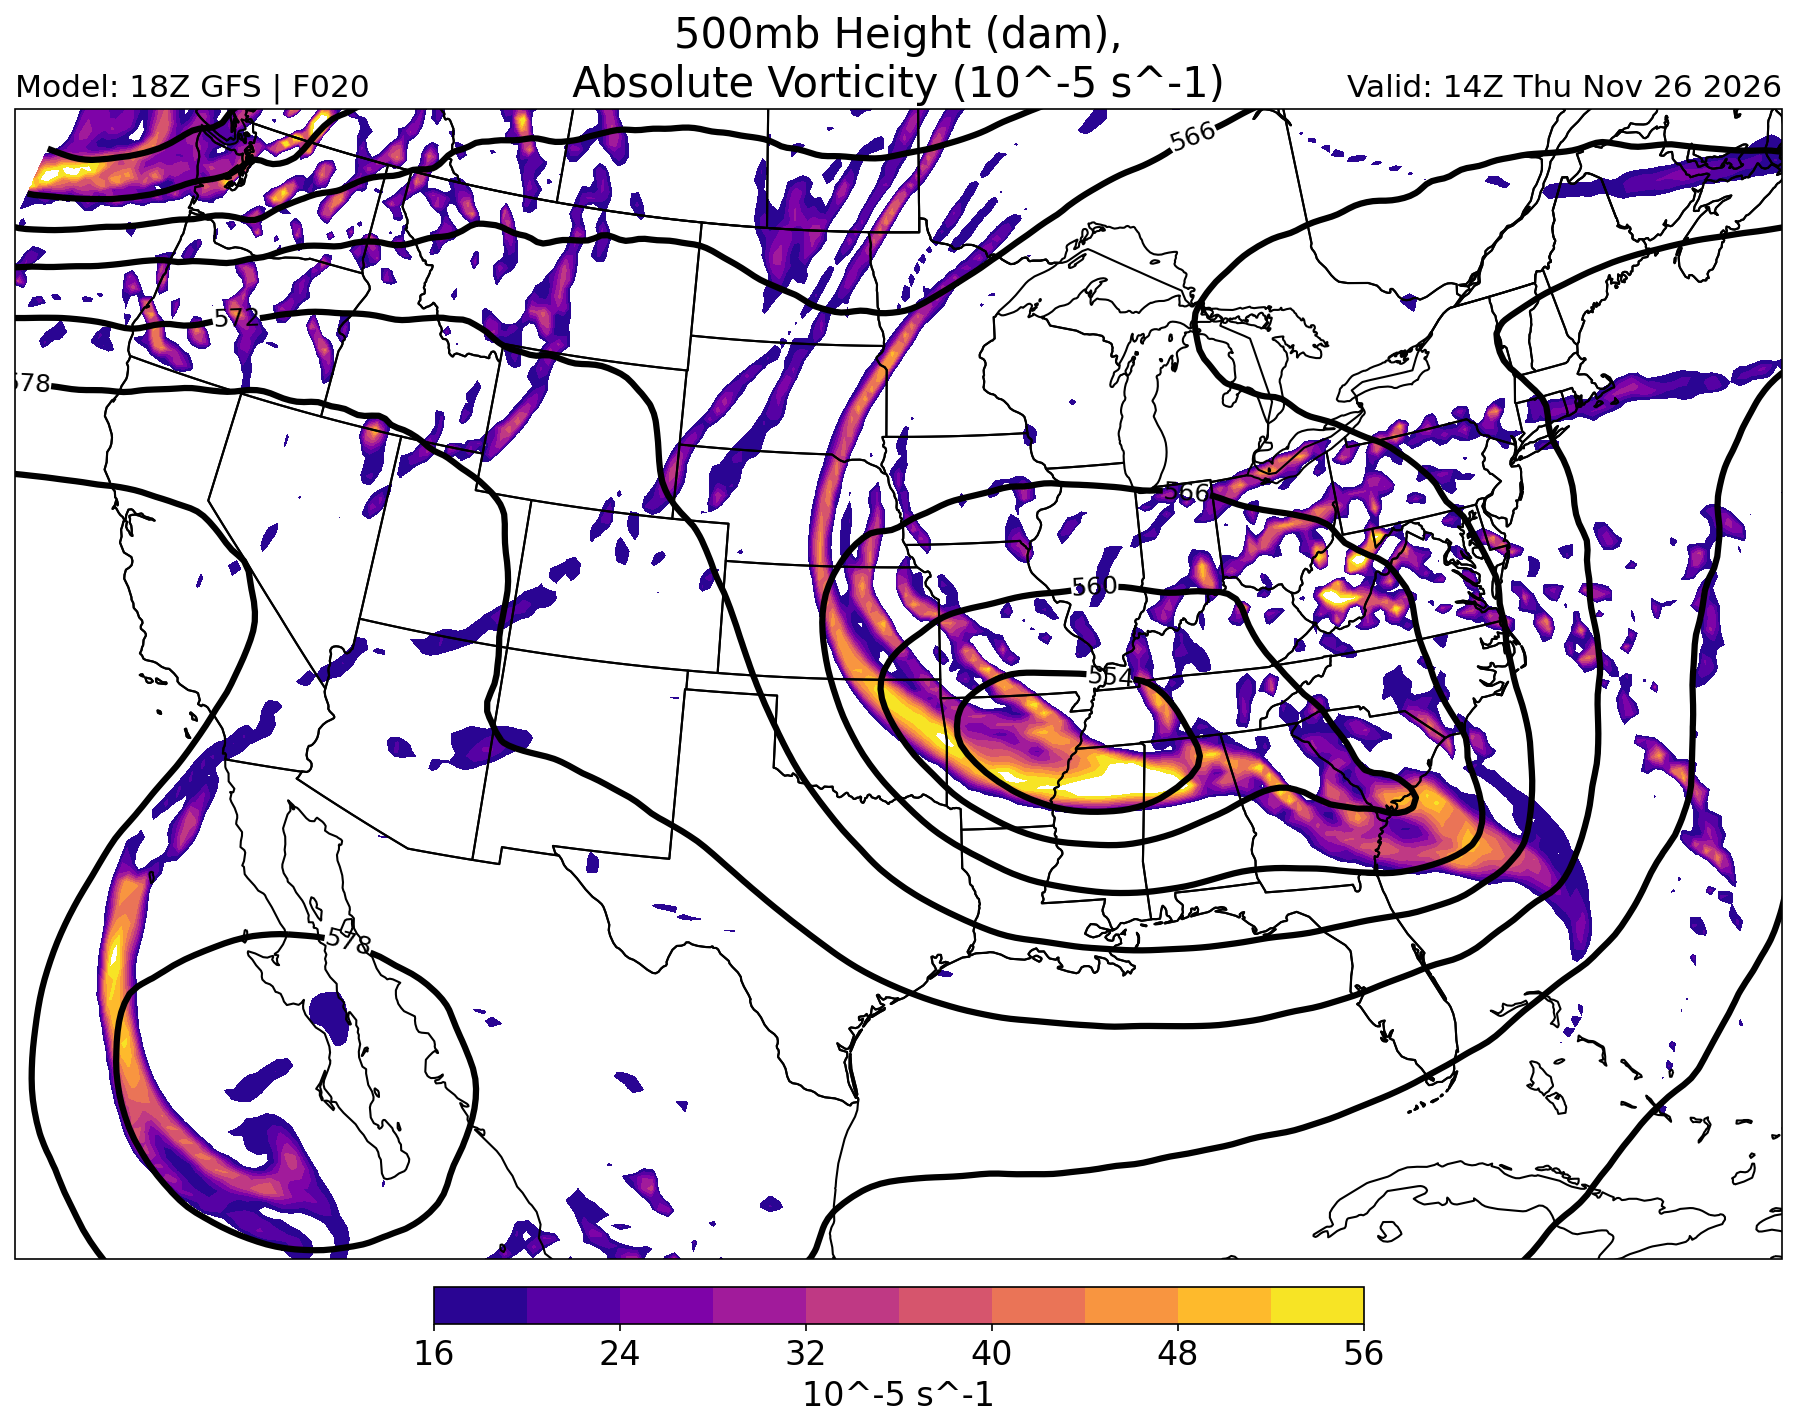 500mb Height (dam),
Absolute Vorticity (10^-5 s^-1)
Model: 18Z GFS | F020
Valid: 14Z Thu Nov 26 2026
566
572
578
566
560
554
578
16 24 32 40 48 56
10^-5 s^-1